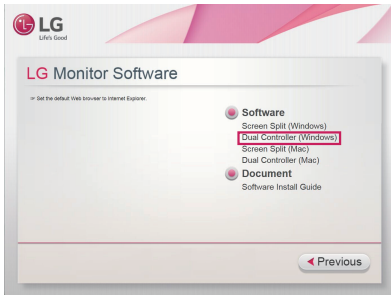 LG
Life's Good
LG Monitor Software
☞ Set the default Web browser to Internet Explorer.
Software
Screen Split (Windows)
Dual Controller (Windows)
Screen Split (Mac)
Dual Controller (Mac)
Document
Software Install Guide
Previous